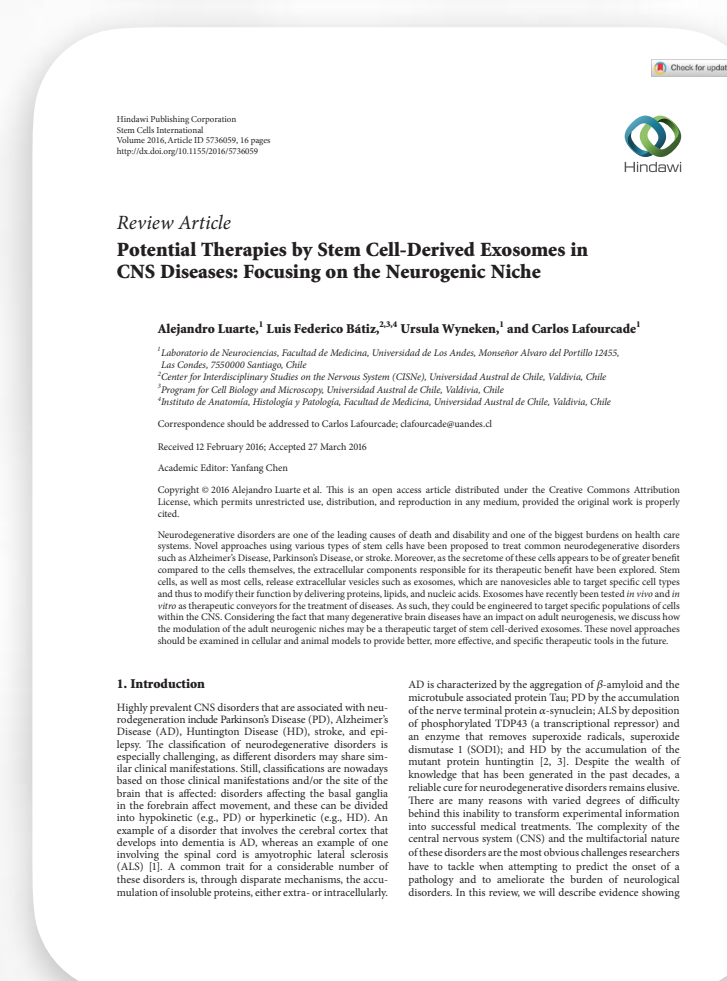 Check for updat
Hindawi Publishing Corporation
Stem Cells International
Volume 2016, Article ID 5736059, 16 pages
http://dx.doi.org/10.1155/2016/5736059
Hindawi
Review Article
Potential Therapies by Stem Cell-Derived Exosomes in
CNS Diseases: Focusing on the Neurogenic Niche
Alejandro Luarte,1 Luis Federico Bátiz,2,3,4 Ursula Wyneken,1 and Carlos Lafourcade1
1Laboratorio de Neurociencias, Facultad de Medicina, Universidad de Los Andes, Monseñor Alvaro del Portillo 12455,
Las Condes, 7550000 Santiago, Chile
2Center for Interdisciplinary Studies on the Nervous System (CISNe), Universidad Austral de Chile, Valdivia, Chile
3Program for Cell Biology and Microscopy, Universidad Austral de Chile, Valdivia, Chile
4Instituto de Anatomía, Histología y Patología, Facultad de Medicina, Universidad Austral de Chile, Valdivia, Chile
Correspondence should be addressed to Carlos Lafourcade; clafourcade@uandes.cl
Received 12 February 2016; Accepted 27 March 2016
Academic Editor: Yanfang Chen
Copyright © 2016 Alejandro Luarte et al. This is an open access article distributed under the Creative Commons Attribution
License, which permits unrestricted use, distribution, and reproduction in any medium, provided the original work is properly
cited.
Neurodegenerative disorders are one of the leading causes of death and disability and one of the biggest burdens on health care
systems. Novel approaches using various types of stem cells have been proposed to treat common neurodegenerative disorders
such as Alzheimer's Disease, Parkinson's Disease, or stroke. Moreover, as the secretome of these cells appears to be of greater benefit
compared to the cells themselves, the extracellular components responsible for its therapeutic benefit have been explored. Stem
cells, as well as most cells, release extracellular vesicles such as exosomes, which are nanovesicles able to target specific cell types
and thus to modify their function by delivering proteins, lipids, and nucleic acids. Exosomes have recently been tested in vivo and in
vitro as therapeutic conveyors for the treatment of diseases. As such, they could be engineered to target specific populations of cells
within the CNS. Considering the fact that many degenerative brain diseases have an impact on adult neurogenesis, we discuss how
the modulation of the adult neurogenic niches may be a therapeutic target of stem cell-derived exosomes. These novel approaches
should be examined in cellular and animal models to provide better, more effective, and specific therapeutic tools in the future.
1. Introduction
Highly prevalent CNS disorders that are associated with neu-
rodegeneration include Parkinson's Disease (PD), Alzheimer's
Disease (AD), Huntington Disease (HD), stroke, and epi-
lepsy. The classification of neurodegenerative disorders is
especially challenging, as different disorders may share sim-
ilar clinical manifestations. Still, classifications are nowadays
based on those clinical manifestations and/or the site of the
brain that is affected: disorders affecting the basal ganglia
in the forebrain affect movement, and these can be divided
into hypokinetic (e.g., PD) or hyperkinetic (e.g., HD). An
example of a disorder that involves the cerebral cortex that
develops into dementia is AD, whereas an example of one
involving the spinal cord is amyotrophic lateral sclerosis
(ALS) [1]. A common trait for a considerable number of
these disorders is, through disparate mechanisms, the accu-
mulation of insoluble proteins, either extra- or intracellularly.
AD is characterized by the aggregation of β-amyloid and the
microtubule associated protein Tau; PD by the accumulation
of the nerve terminal protein α-synuclein; ALS by deposition
of phosphorylated TDP43 (a transcriptional repressor) and
an enzyme that removes superoxide radicals, superoxide
dismutase 1 (SOD1); and HD by the accumulation of the
mutant protein huntingtin [2, 3]. Despite the wealth of
knowledge that has been generated in the past decades, a
reliable cure for neurodegenerative disorders remains elusive.
There are many reasons with varied degrees of difficulty
behind this inability to transform experimental information
into successful medical treatments. The complexity of the
central nervous system (CNS) and the multifactorial nature
of these disorders are the most obvious challenges researchers
have to tackle when attempting to predict the onset of a
pathology and to ameliorate the burden of neurological
disorders. In this review, we will describe evidence showing